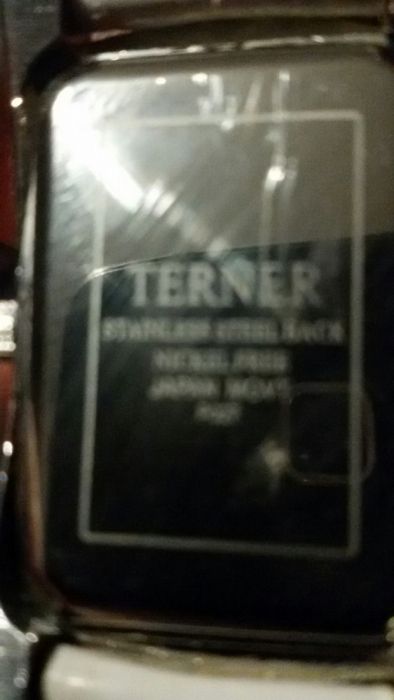 TERNER
STAINLESS STEEL BACK
NICKEL FREE
JAPAN MOVT